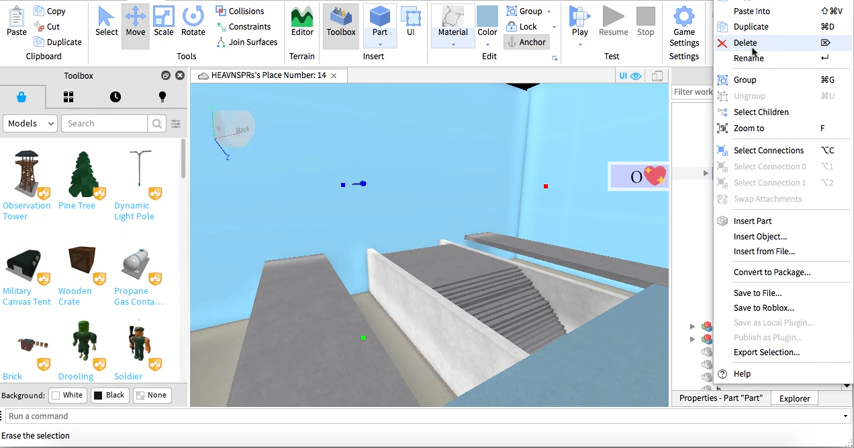 Paste
Copy
Cut
Duplicate
Clipboard
Select
Move
Scale
Rotate
Collisions
Constraints
Join Surfaces
Tools
Editor
Terrain
Toolbox
Part
UI
Insert
Material
Color
Group
Lock
Anchor
Edit
Play
Resume
Stop
Test
Game
Settings
Settings
Toolbox
HEAVNSPRs's Place Number: 14
UI
Models
Search
Observation
Tower
Pine Tree
Dynamic
Light Pole
Military
Canvas Tent
Wooden
Crate
Propane
Gas Conta...
Brick
Drooling
Soldier
Background:
White
Black
None
Back
Z
O
Filter work
Paste Into ⇧⌘V
Duplicate ⌘D
Delete
Rename
Group ⌘G
Ungroup ⌘U
Select Children
Zoom to F
Select Connections ⌥C
Select Connection 0 ⌥1
Select Connection 1 ⌥2
Swap Attachments
Insert Part
Insert Object...
Insert from File...
Convert to Package...
Save to File...
Save to Roblox...
Save as Local Plugin...
Publish as Plugin...
Export Selection...
Help
Properties - Part "Part"
Explorer
Run a command
Erase the selection